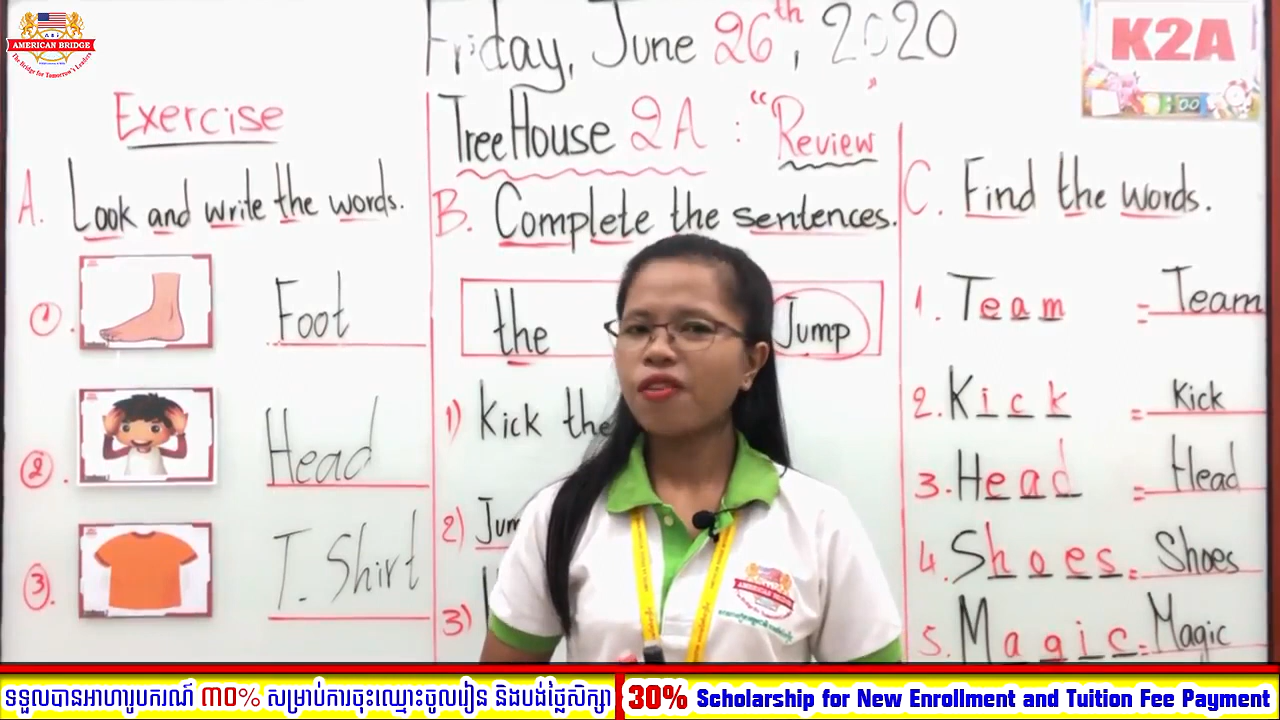 AMERICAN BRIDGE
The Bridge for Tomorrow's Leaders
Friday, June 26th, 2020
K2A
Tree House 2A : "Review"
Exercise
A. Look and write the words.
1. Foot
2. Head
3. T. Shirt
B. Complete the sentences.
the Jump
1) Kick the
2) Jum
3)
C. Find the words.
1. Team = Team
2. Kick = Kick
3. Head = Head
4. Shoes = Shoes
5. Magic = Magic
AMERICAN BRIDGE
ទទួលបានអាហារូបករណ៍ ៣០% សម្រាប់ការចុះឈ្មោះចូលរៀន និងបង់ថ្លៃសិក្សា
30% Scholarship for New Enrollment and Tuition Fee Payment